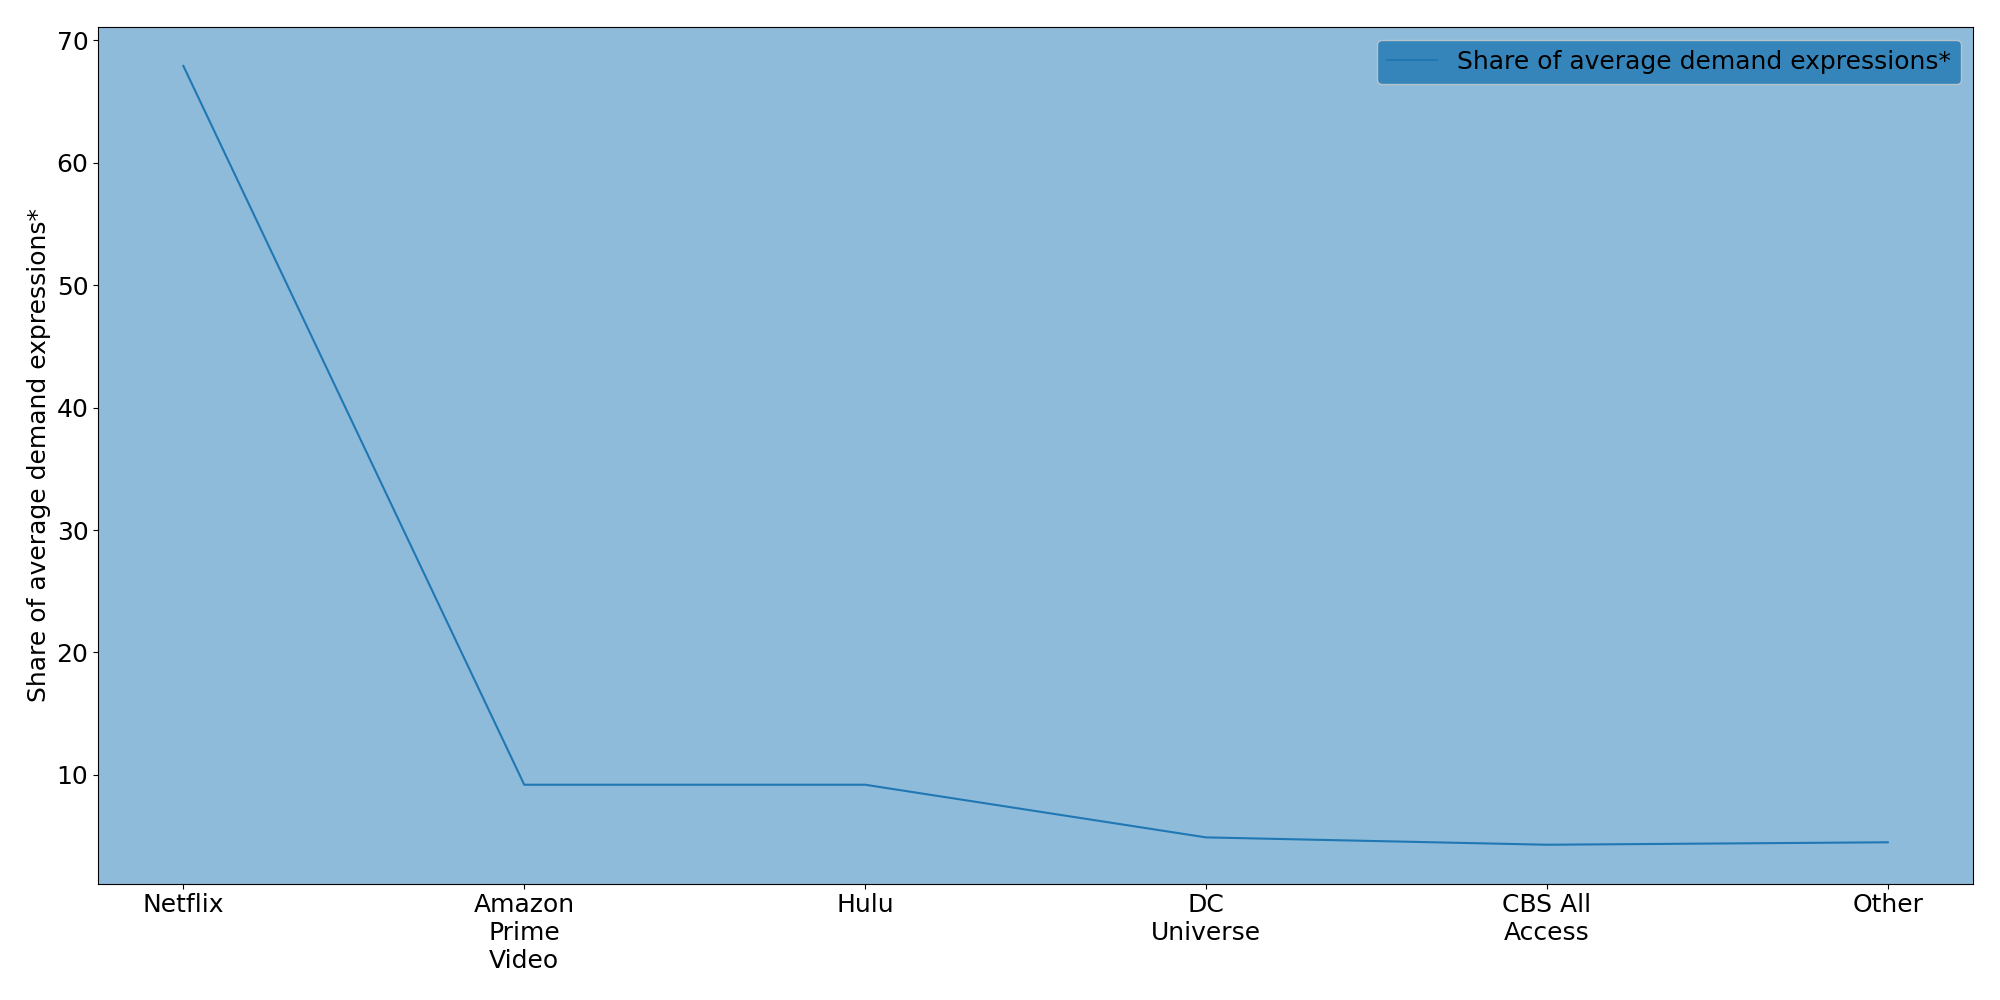 Share of average demand expressions*
70
60
50
40
30
20
10
Share of average demand expressions*
Netflix
Amazon
Prime
Video
Hulu
DC
Universe
CBS All
Access
Other